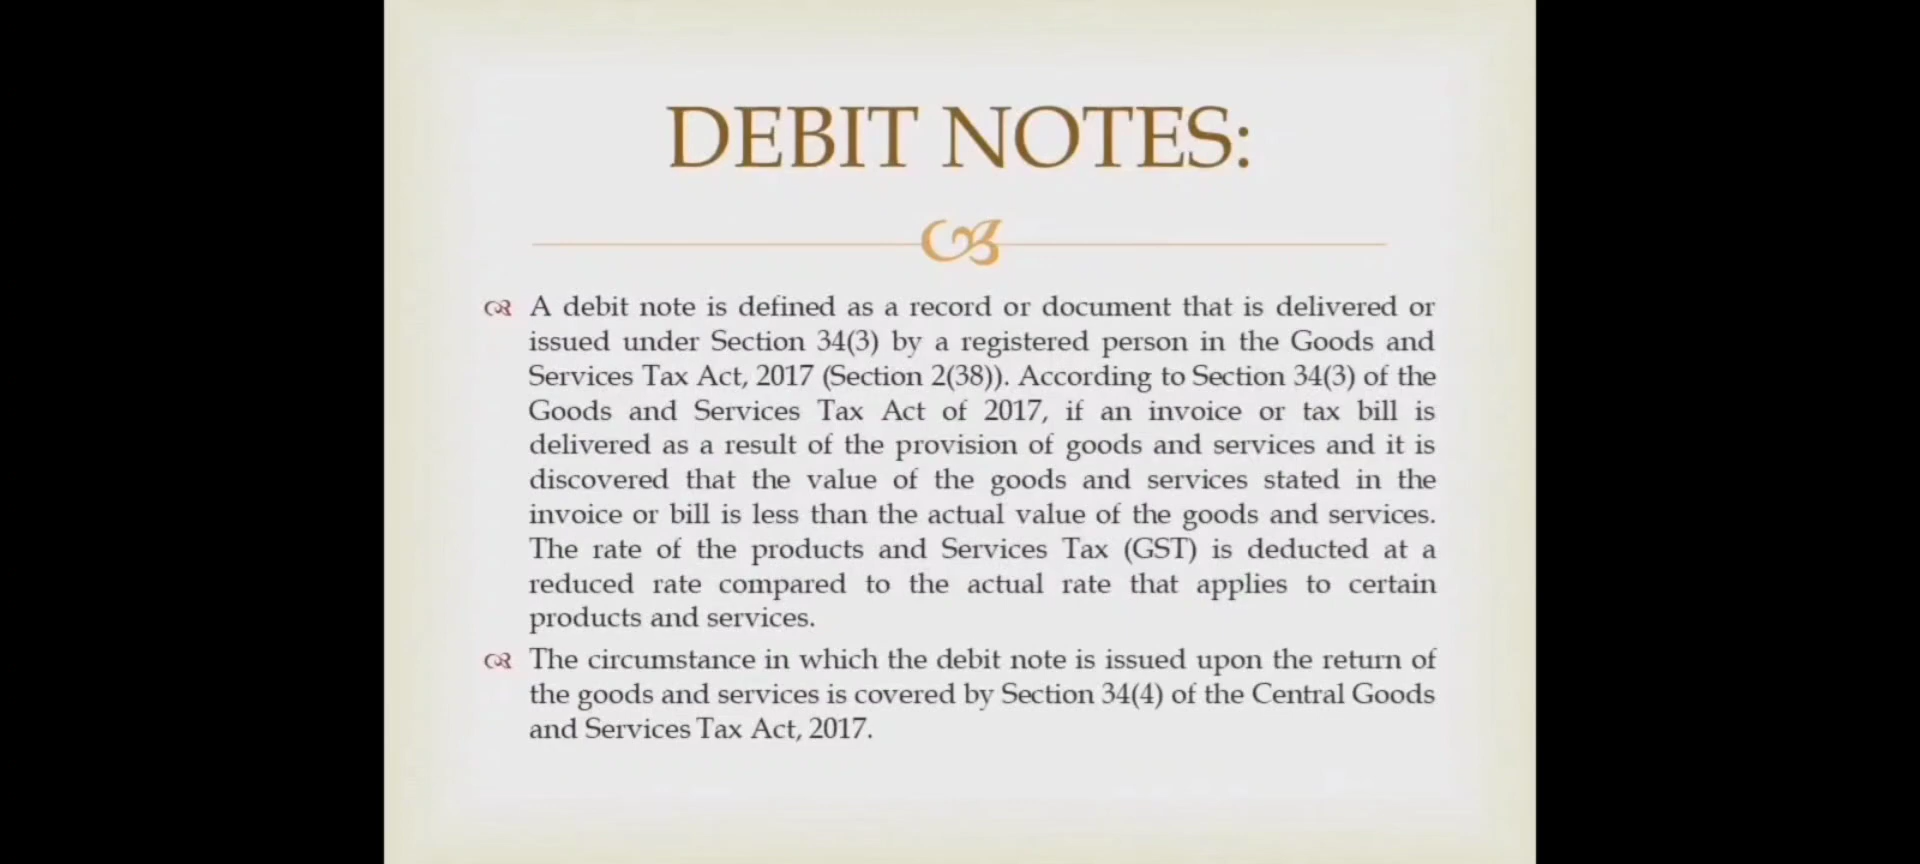 DEBIT NOTES:
A debit note is defined as a record or document that is delivered or
issued under Section 34(3) by a registered person in the Goods and
Services Tax Act, 2017 (Section 2(38)). According to Section 34(3) of the
Goods and Services Tax Act of 2017, if an invoice or tax bill is
delivered as a result of the provision of goods and services and it is
discovered that the value of the goods and services stated in the
invoice or bill is less than the actual value of the goods and services.
The rate of the products and Services Tax (GST) is deducted at a
reduced rate compared to the actual rate that applies to certain
products and services.
The circumstance in which the debit note is issued upon the return of
the goods and services is covered by Section 34(4) of the Central Goods
and Services Tax Act, 2017.